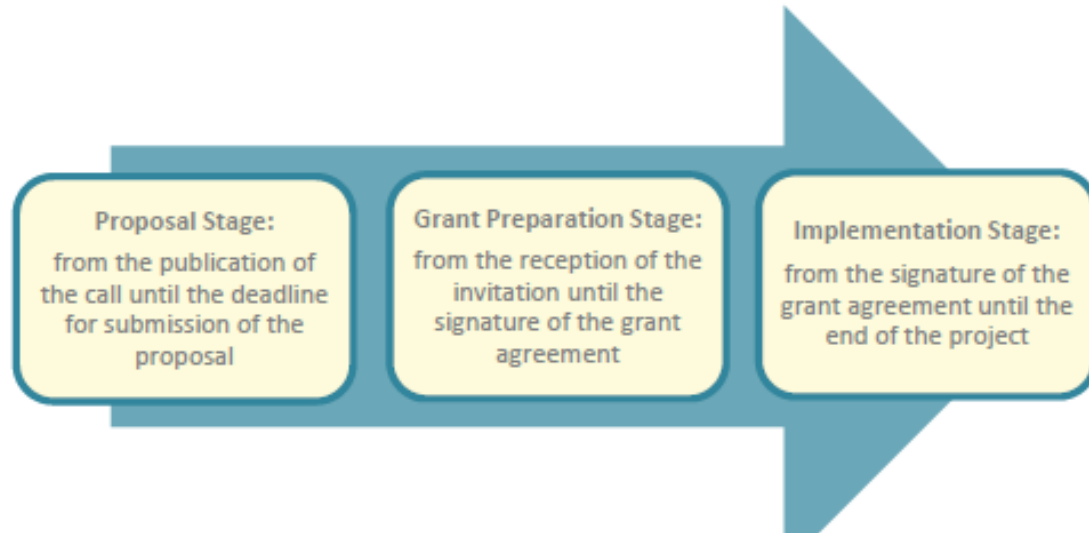 Proposal Stage:
from the publication of
the call until the deadline
for submission of the
proposal
Grant Preparation Stage:
from the reception of the
invitation until the
signature of the grant
agreement
Implementation Stage:
from the signature of the
grant agreement until the
end of the project